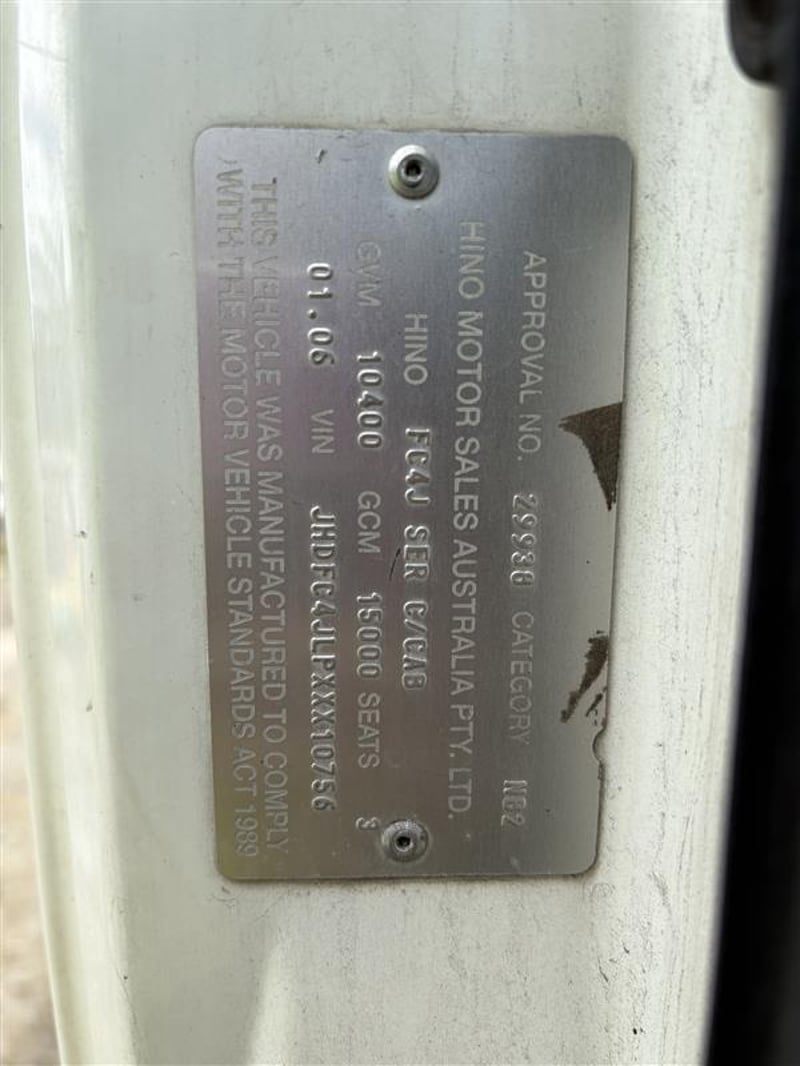 APPROVAL NO. 29938 CATEGORY NB2
HINO MOTOR SALES AUSTRALIA PTY. LTD.
HINO FC4J SER C/CAB
GVM 10400 GCM 15000 SEATS 3
01.06 VIN JHDFC4JLPXXX10756
THIS VEHICLE WAS MANUFACTURED TO COMPLY
WITH THE MOTOR VEHICLE STANDARDS ACT 1989